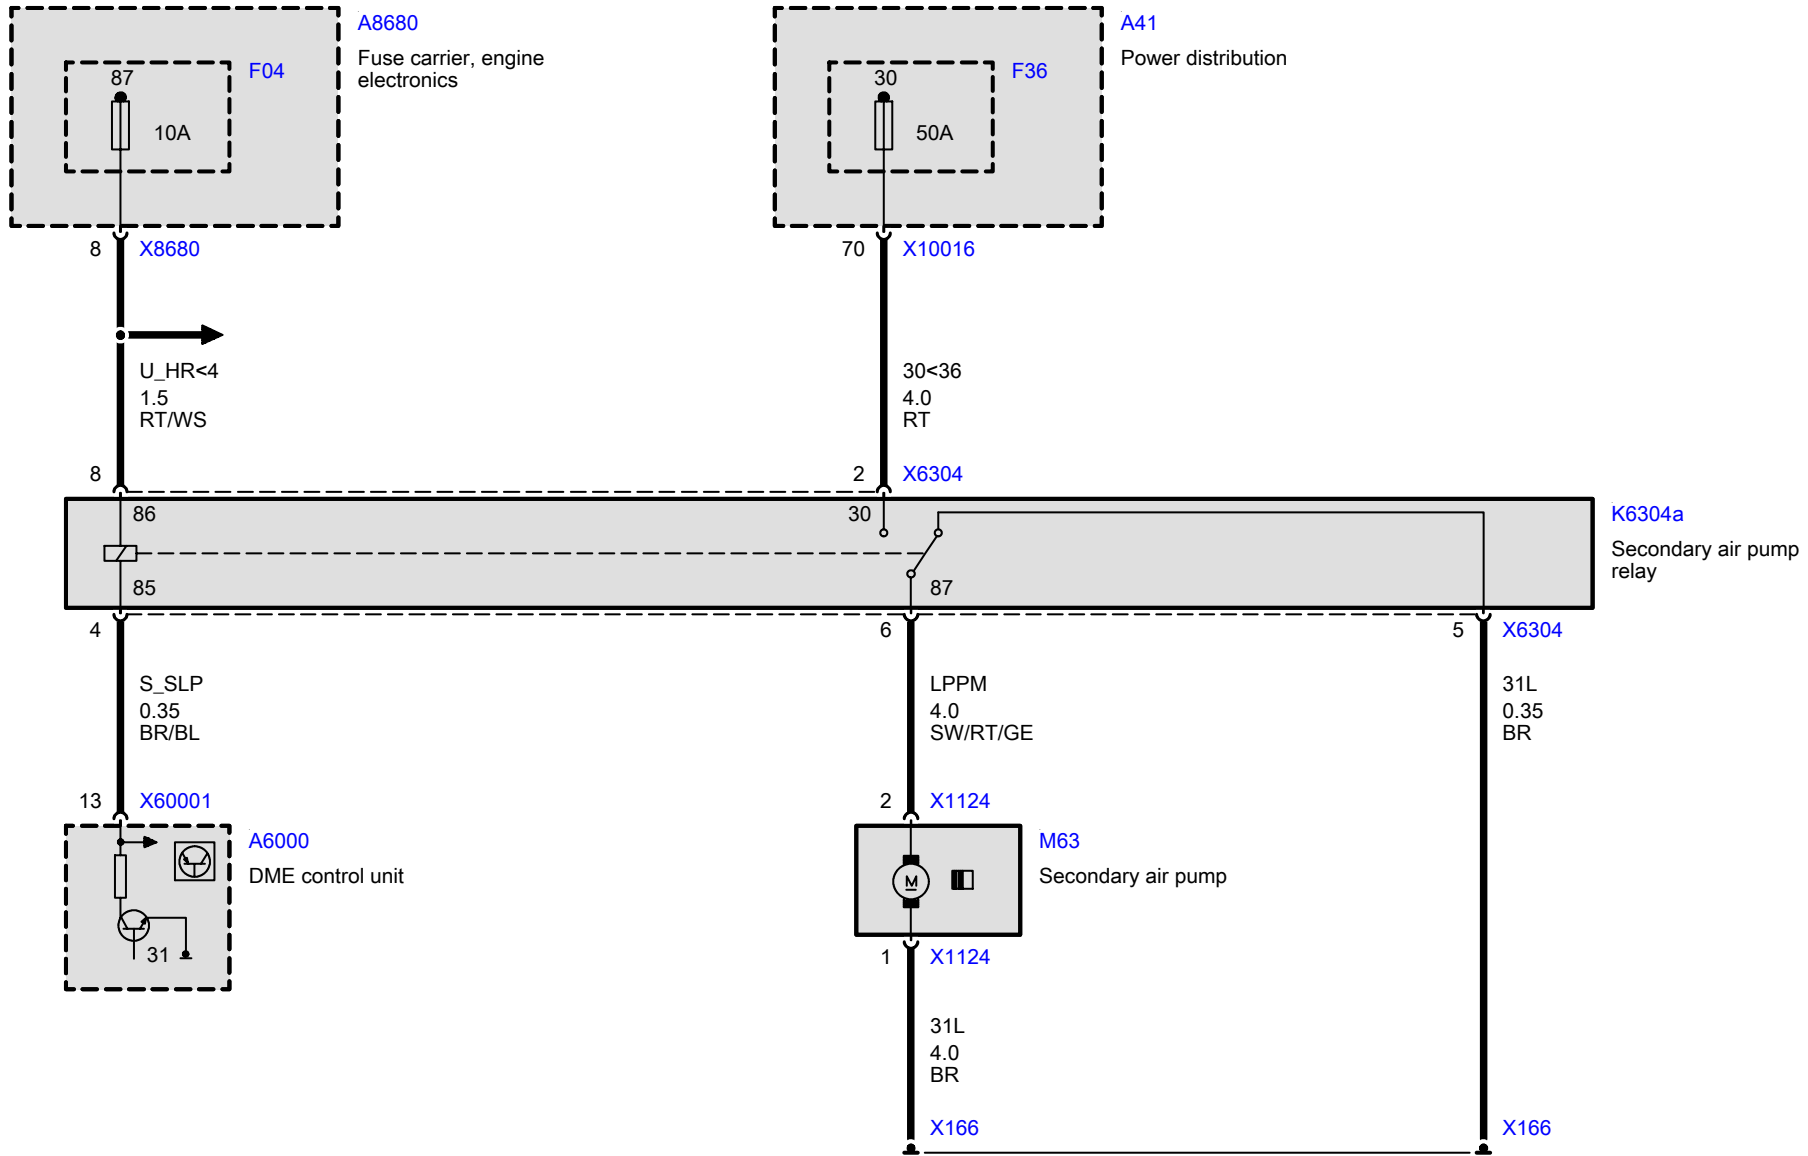 A8680
Fuse carrier, engine
electronics
F04
87
10A
8
X8680
A41
Power distribution
F36
30
50A
70
X10016
U_HR<4
1.5
RT/WS
30<36
4.0
RT
8
2
X6304
86
30
85
87
K6304a
Secondary air pump
relay
4
6
5
X6304
S_SLP
0.35
BR/BL
LPPM
4.0
SW/RT/GE
31L
0.35
BR
13
X60001
2
X1124
A6000
DME control unit
31
M
M63
Secondary air pump
1
X1124
31L
4.0
BR
X166
X166